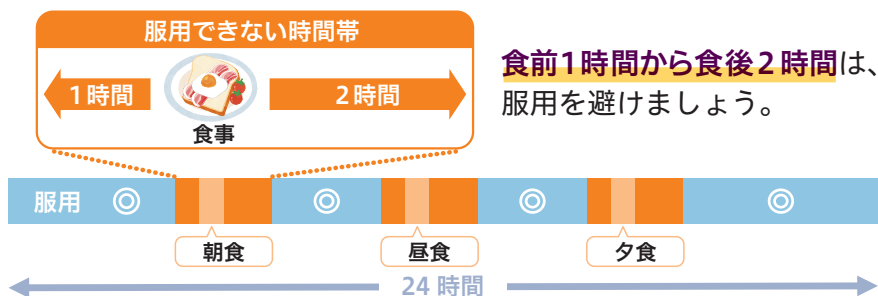 服用できない時間帯
1時間
2時間
食事
食前1時間から食後2時間は、
服用を避けましょう。
服用 ◎ ◎ ◎ ◎
朝食 昼食 夕食
24 時間